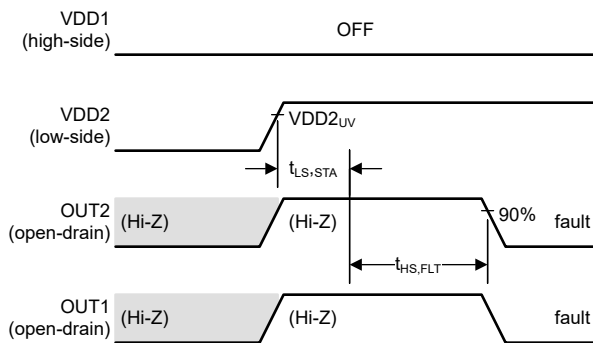 VDD1
(high-side)
OFF
VDD2
(low-side)
VDD2UV
tLS,STA
OUT2
(open-drain)
(Hi-Z)
(Hi-Z)
90%
fault
tHS,FLT
OUT1
(open-drain)
(Hi-Z)
(Hi-Z)
fault